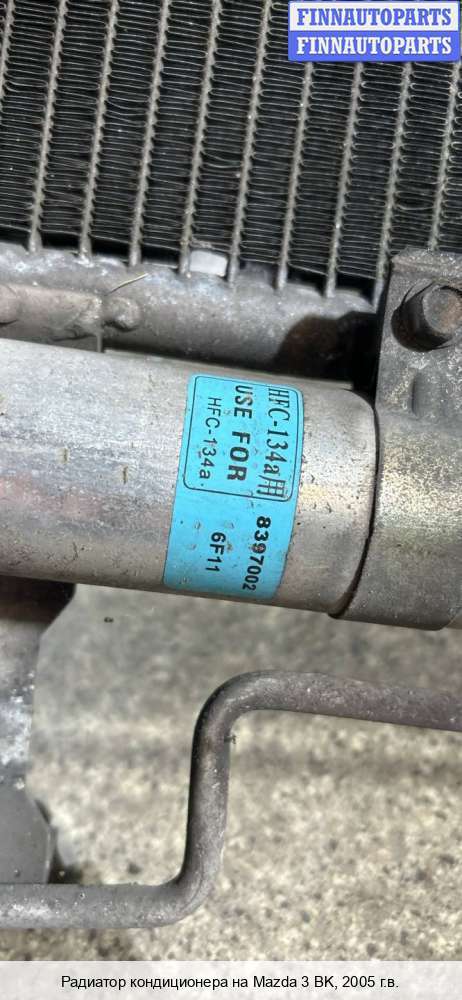 FINNAUTOPARTS
FINNAUTOPARTS
HFC-134a用
USE FOR
HFC-134a.
8397002
6F11
Радиатор кондиционера на Mazda 3 BK, 2005 г.в.